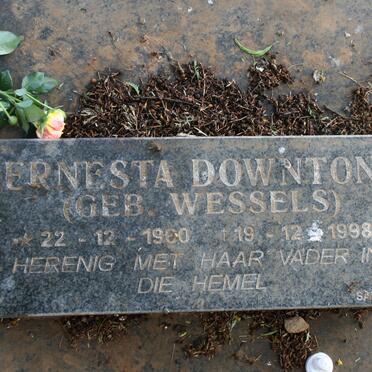 ERNESTA DOWNTON
(GEB. WESSELS)
* 22 - 12 - 1960 † 19 - 12 - 1998
HERENIG MET HAAR VADER IN
DIE HEMEL